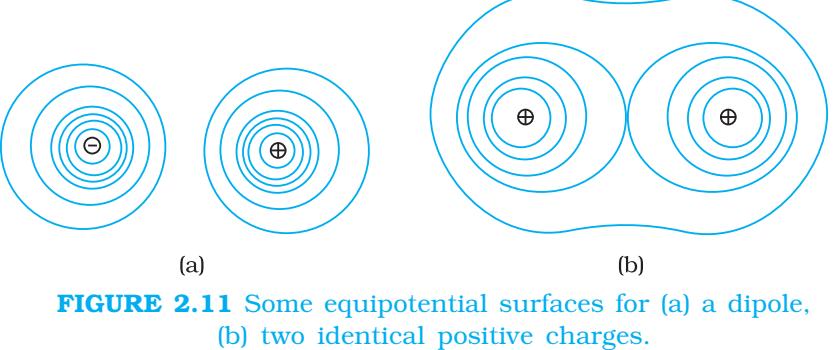 (a)
(b)
FIGURE 2.11 Some equipotential surfaces for (a) a dipole,
(b) two identical positive charges.